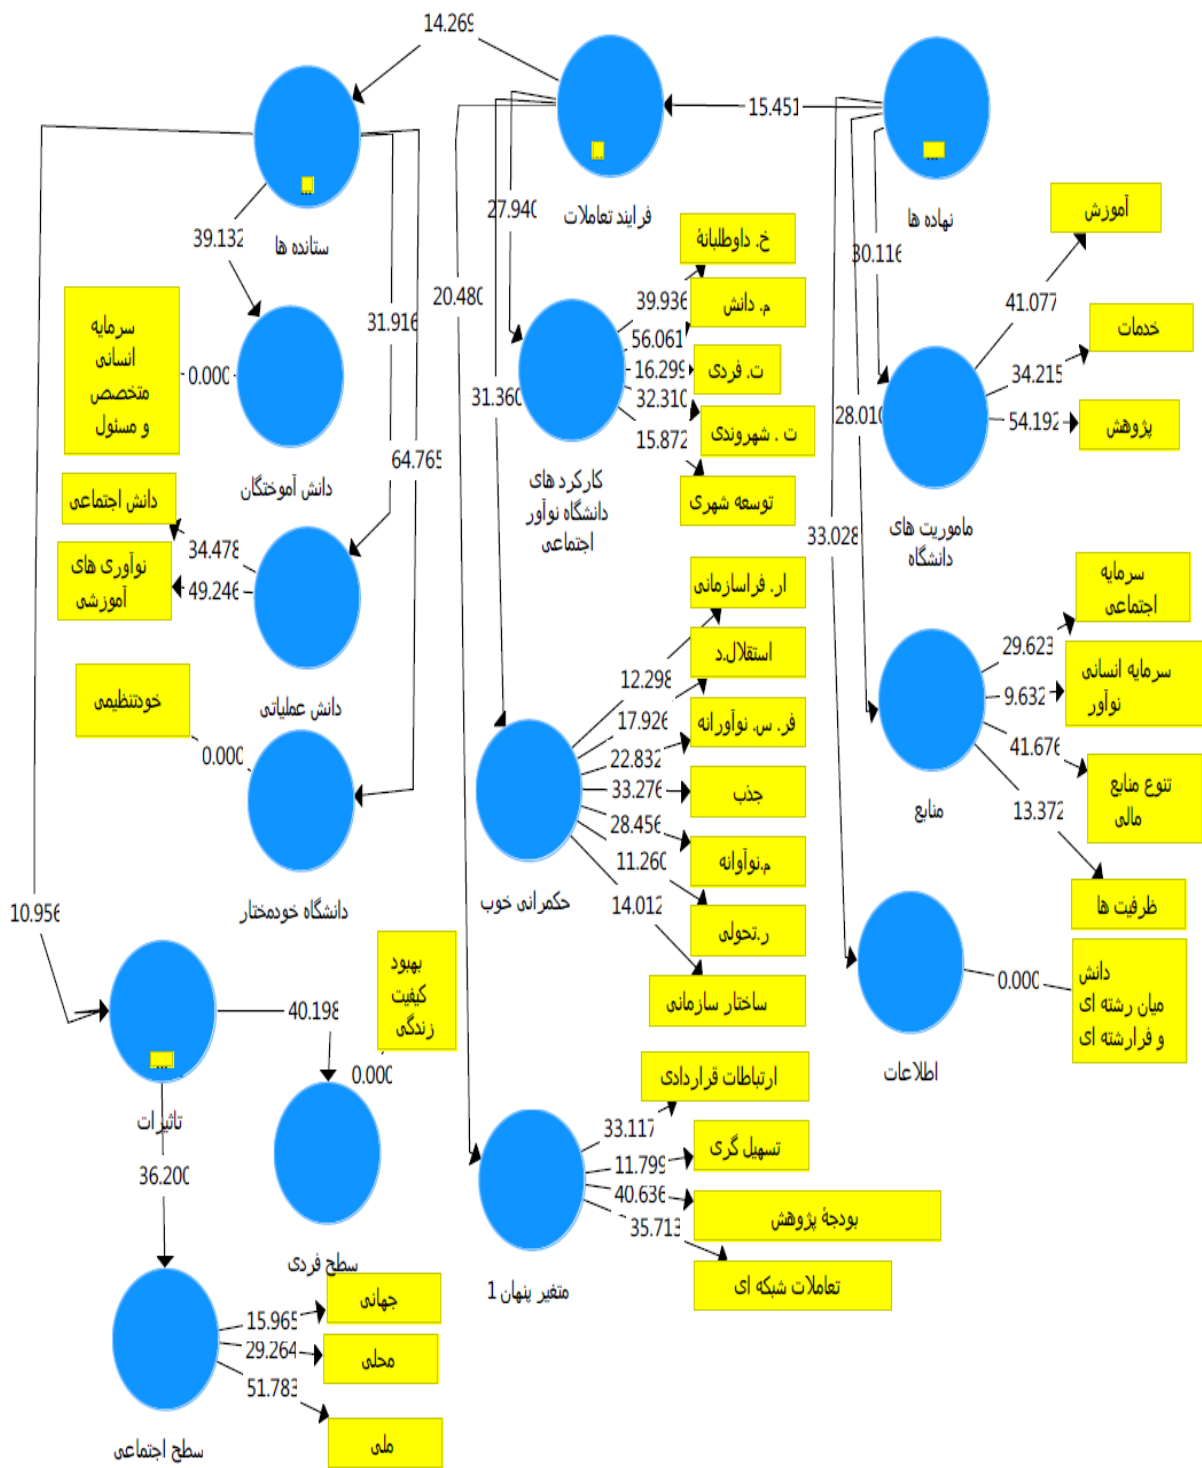 14.269
15.451
فرایند تعاملات
نهاده ها
ستانده ها
آموزش
خ. داوطلبانهٔ
م. دانش
ت. فردی
ت . شهروندی
توسعه شهری
خدمات
پژوهش
27.940
30.116
39.132
20.480
31.916
31.360
28.010
33.028
64.765
39.936
56.061
16.299
32.310
15.872
41.077
34.215
54.192
سرمایه
انسانی
متخصص
و مسئول
0.000
دانش آموختگان
کارکرد های
دانشگاه نوآور
اجتماعی
ماموریت های
دانشگاه
دانش اجتماعی
نوآوری های
آموزشی
34.478
49.246
دانش عملیاتی
خودتنظیمی
0.000
دانشگاه خودمختار
ار. فراسازمانی
استقلال.د
فر. س. نوآورانه
جذب
م.نوآوانه
ر.تحولی
ساختار سازمانی
12.298
17.926
22.832
33.276
28.456
11.260
14.012
حکمرانی خوب
سرمایه
اجتماعی
سرمایه انسانی
نوآور
تنوع منابع
مالی
ظرفیت ها
29.623
9.632
41.676
13.372
منابع
دانش
میان رشته ای
و فرارشته ای
0.000
اطلاعات
10.956
40.198
بهبود
کیفیت
زندگی
0.000
تاثیرات
36.200
سطح فردی
ارتباطات قراردادی
تسهیل گری
بودجهٔ پژوهش
تعاملات شبکه ای
33.117
11.799
40.636
35.713
متغیر پنهان 1
جهانی
محلی
ملی
15.965
29.264
51.783
سطح اجتماعی